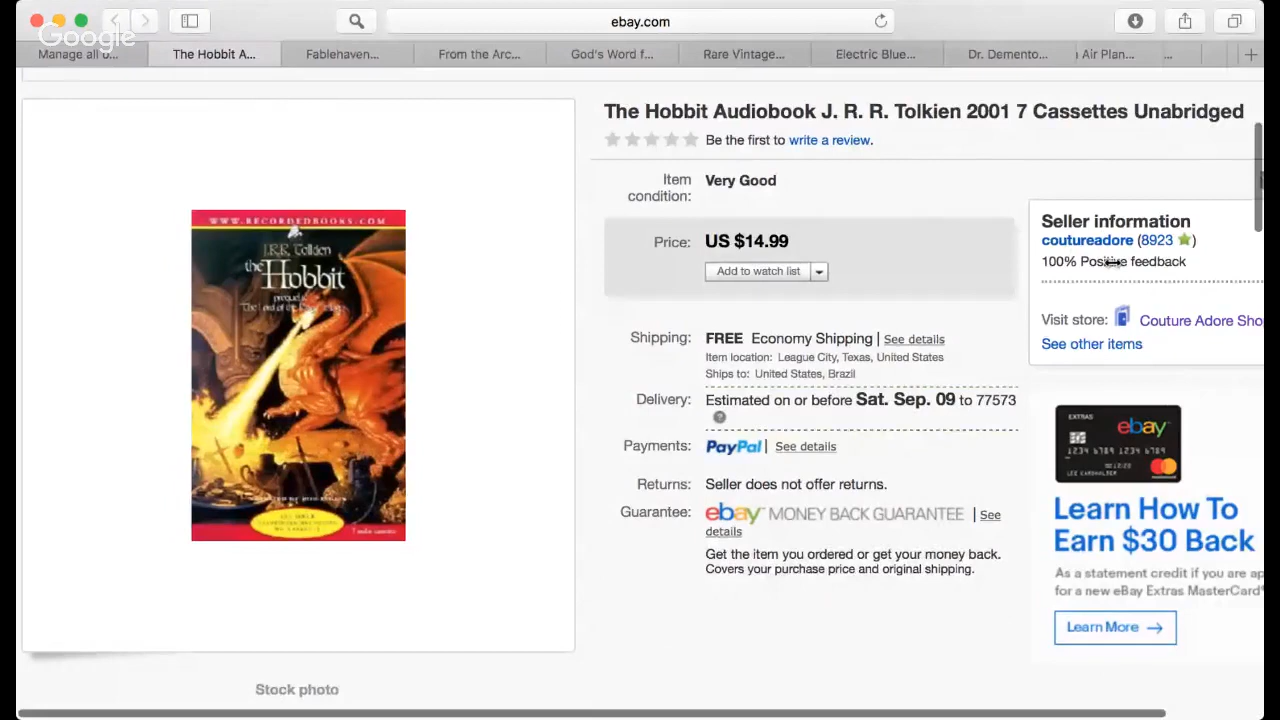 ebay.com
Google
Manage all o...
The Hobbit A...
Fablehaven...
From the Arc...
God's Word f...
Rare Vintage...
Electric Blue...
Dr. Demento...
Air Plan...
...
The Hobbit Audiobook J. R. R. Tolkien 2001 7 Cassettes Unabridged
Be the first to write a review.
Item
condition:
Very Good
Price:
US $14.99
Add to watch list
Shipping:
FREE Economy Shipping | See details
Item location: League City, Texas, United States
Ships to: United States, Brazil
Delivery:
Estimated on or before Sat. Sep. 09 to 77573
Payments:
PayPal | See details
Returns:
Seller does not offer returns.
Guarantee:
ebay MONEY BACK GUARANTEE | See
details
Get the item you ordered or get your money back.
Covers your purchase price and original shipping.
Seller information
coutureadore (8923)
100% feedback
Visit store: Couture Adore Sho
See other items
EXTRAS
ebay
Learn How To
Earn $30 Back
As a statement credit if you are ap
for a new eBay Extras MasterCard
Learn More
WWW.RECORDEDBOOKS.COM
J.R.R. Tolkien
the Hobbit
Stock photo